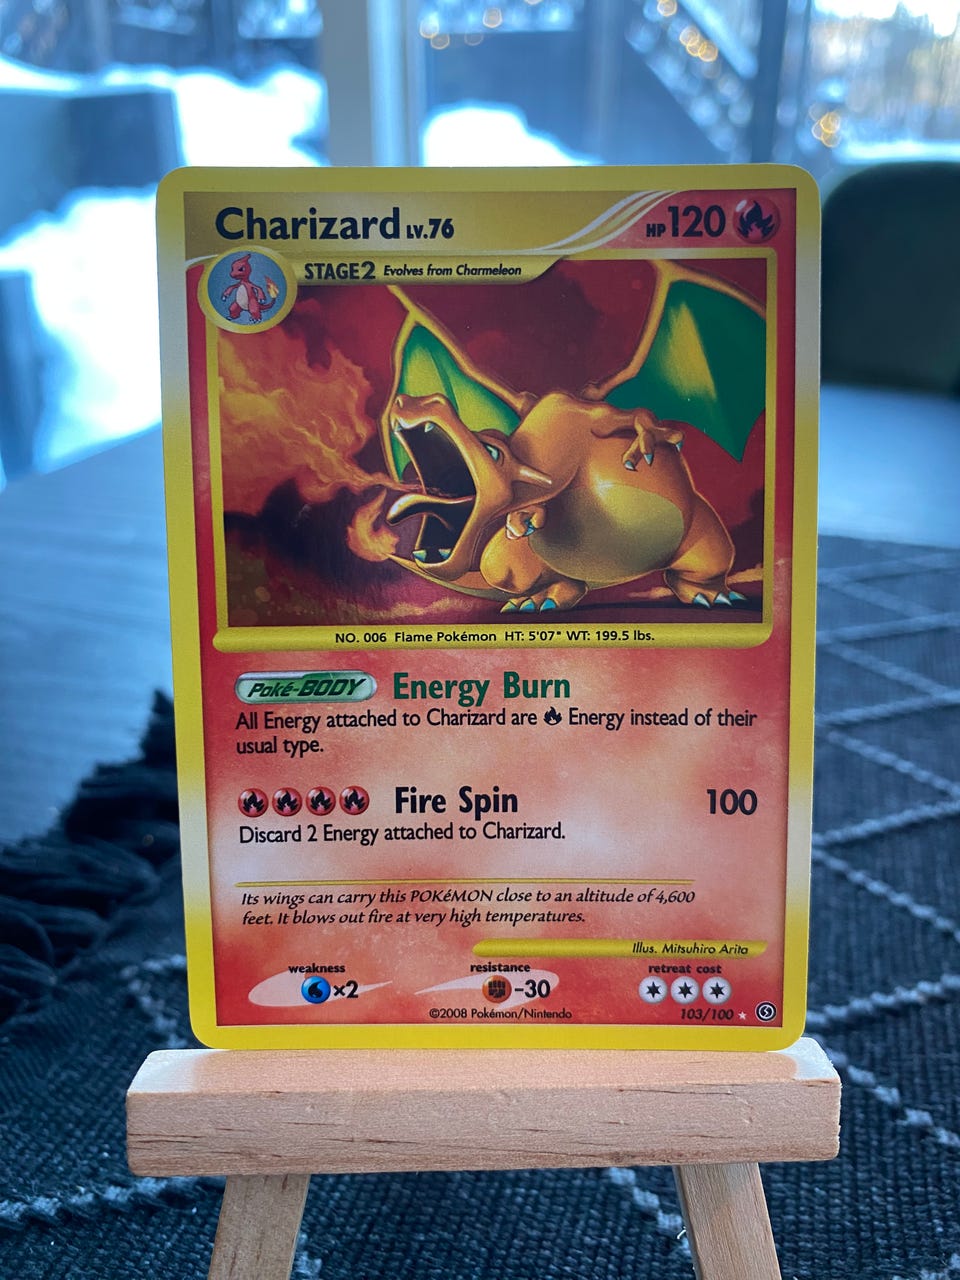 Charizard LV.76 HP 120
STAGE2 Evolves from Charmeleon
NO. 006 Flame Pokémon HT: 5'07" WT: 199.5 lbs.
Poké-BODY Energy Burn
All Energy attached to Charizard are Energy instead of their
usual type.
Fire Spin 100
Discard 2 Energy attached to Charizard.
Its wings can carry this POKéMON close to an altitude of 4,600
feet. It blows out fire at very high temperatures.
Illus. Mitsuhiro Arita
weakness resistance retreat cost
×2 -30
©2008 Pokémon/Nintendo 103/100